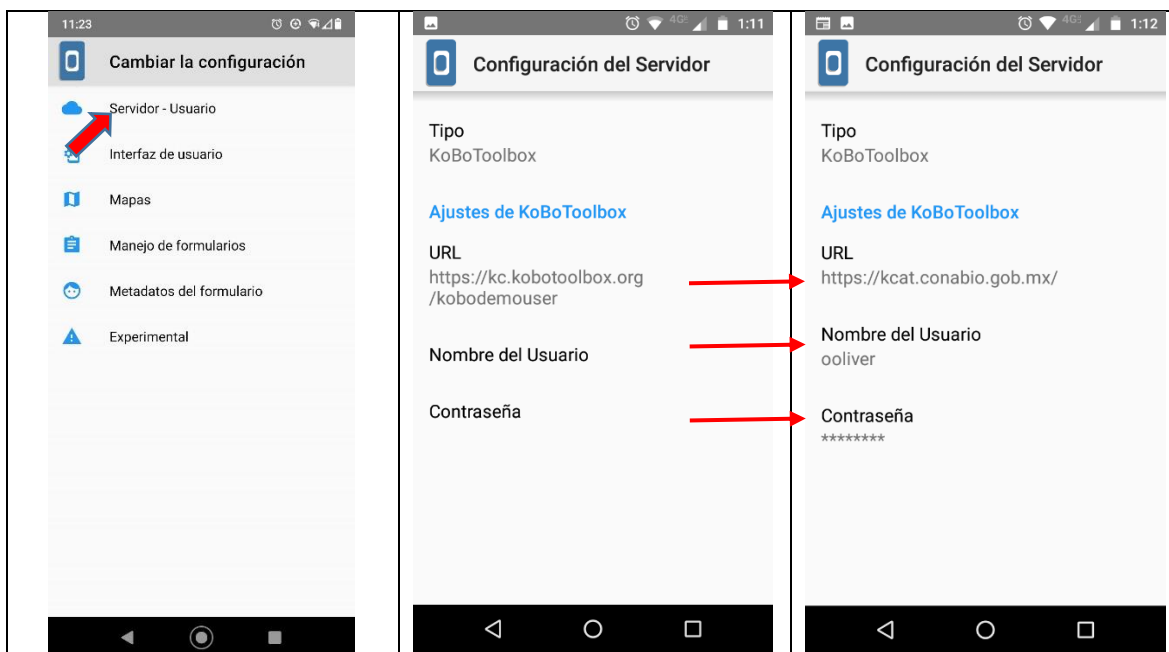 11:23
Cambiar la configuración
Servidor - Usuario
Interfaz de usuario
Mapas
Manejo de formularios
Metadatos del formulario
Experimental
4G 1:11
Configuración del Servidor
Tipo
KoBoToolbox
Ajustes de KoBoToolbox
URL
https://kc.kobotoolbox.org
/kobodemouser
Nombre del Usuario
Contraseña
4G 1:12
Configuración del Servidor
Tipo
KoBoToolbox
Ajustes de KoBoToolbox
URL
https://kcat.conabio.gob.mx/
Nombre del Usuario
ooliver
Contraseña
********